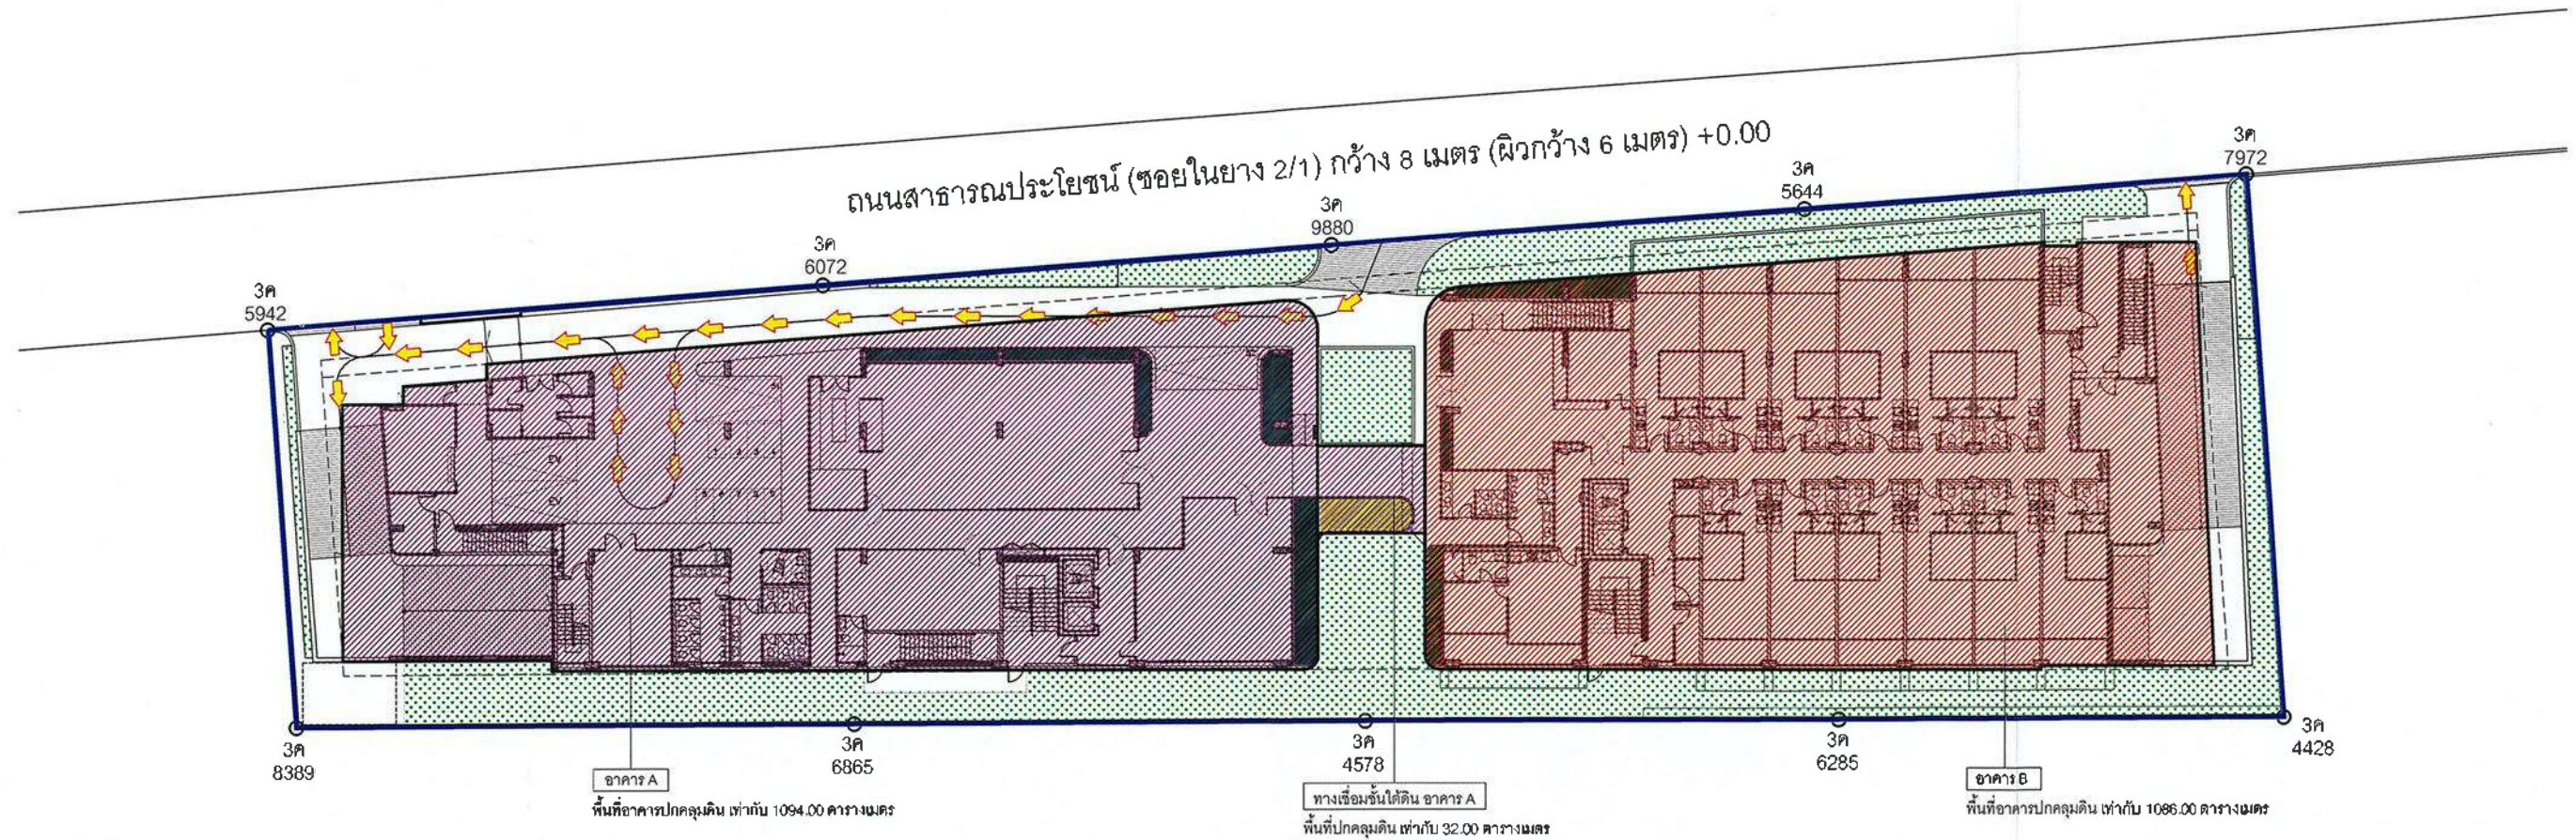 ถนนสาธารณประโยชน์ (ซอยในยาง 2/1) กว้าง 8 เมตร (ผิวกว้าง 6 เมตร) +0.00
3ค
7972
3ค
5644
3ค
9880
3ค
6072
3ค
5942
3ค
8389
3ค
6865
3ค
4578
3ค
6285
3ค
4428
อาคาร A
พื้นที่อาคารปกคลุมดิน เท่ากับ 1094.00 ตารางเมตร
ทางเชื่อมชั้นใต้ดิน อาคาร A
พื้นที่ปกคลุมดิน เท่ากับ 32.00 ตารางเมตร
อาคาร B
พื้นที่อาคารปกคลุมดิน เท่ากับ 1086.00 ตารางเมตร